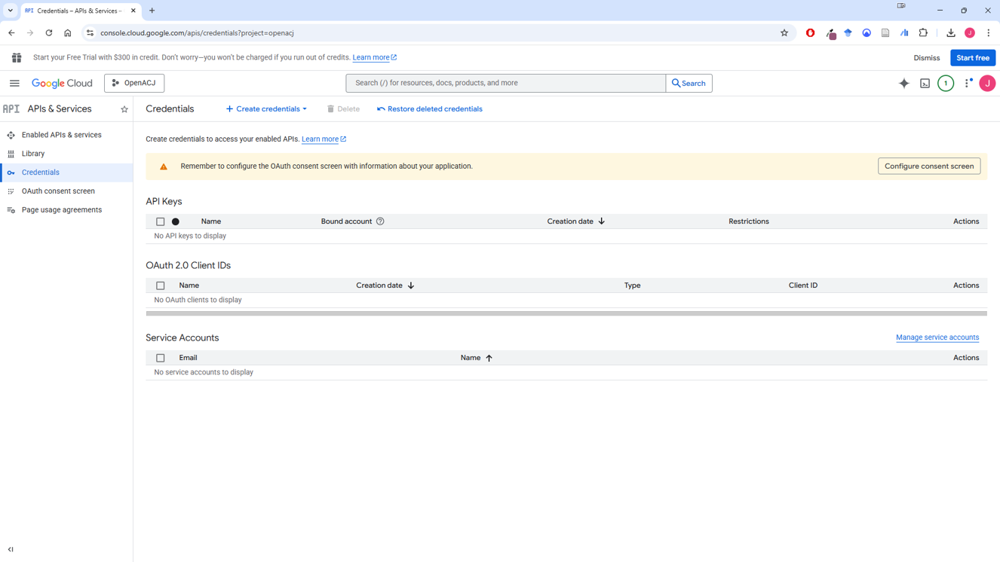 API Credentials – APIs & Services –
console.cloud.google.com/apis/credentials?project=openacj
J
Start your Free Trial with $300 in credit. Don't worry—you won't be charged if you run out of credits. Learn more
Dismiss
Start free
Google Cloud
OpenACJ
Search (/) for resources, docs, products, and more
Search
1
J
API APIs & Services
Credentials
Create credentials
Delete
Restore deleted credentials
Enabled APIs & services
Library
Credentials
OAuth consent screen
Page usage agreements
Create credentials to access your enabled APIs. Learn more
Remember to configure the OAuth consent screen with information about your application.
Configure consent screen
API Keys
Name Bound account Creation date Restrictions Actions
No API keys to display
OAuth 2.0 Client IDs
Name Creation date Type Client ID Actions
No OAuth clients to display
Service Accounts
Manage service accounts
Email Name Actions
No service accounts to display